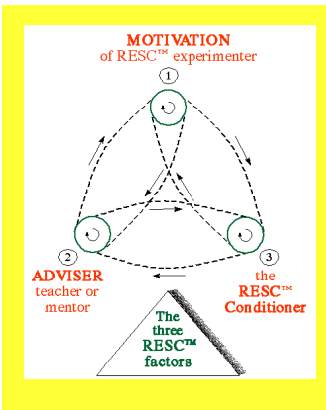 MOTIVATION
of RESC™ experimenter
1
2
3
ADVISER
teacher or
mentor
the
RESC™
Conditioner
The
three
RESC™
factors